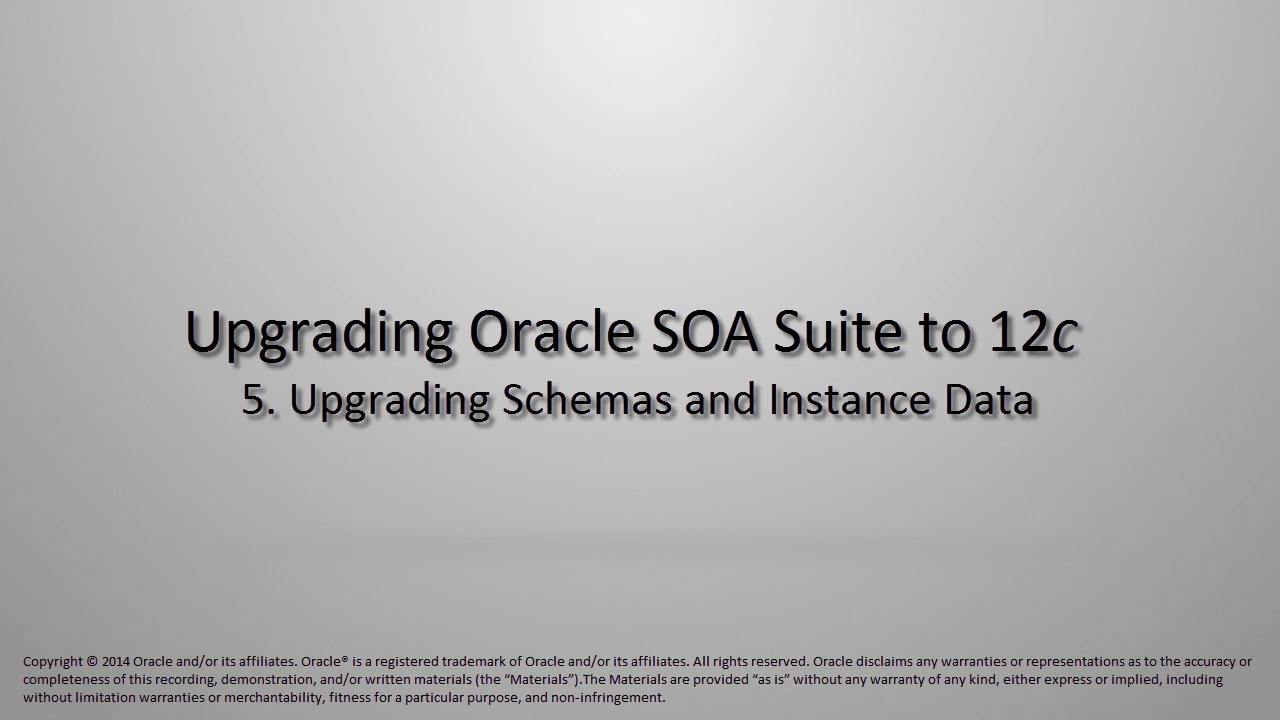 Upgrading Oracle SOA Suite to 12c
5. Upgrading Schemas and Instance Data
Copyright © 2014 Oracle and/or its affiliates. Oracle® is a registered trademark of Oracle and/or its affiliates. All rights reserved. Oracle disclaims any warranties or representations as to the accuracy or
completeness of this recording, demonstration, and/or written materials (the “Materials”).The Materials are provided “as is” without any warranty of any kind, either express or implied, including
without limitation warranties or merchantability, fitness for a particular purpose, and non-infringement.